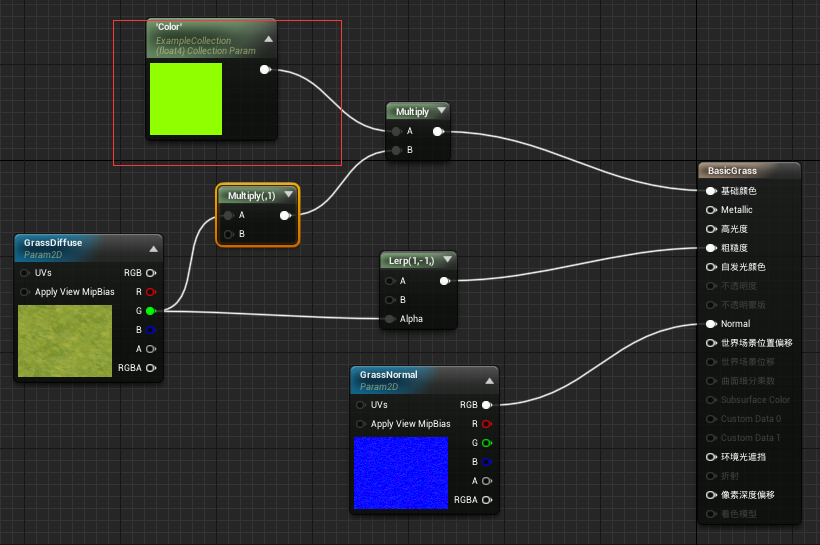 'Color'
ExampleCollection
(float4) Collection Param
Multiply
A
B
Multiply(,1)
A
B
GrassDiffuse
Param2D
UVs
RGB
Apply View MipBias
R
G
B
A
RGBA
Lerp(1,-1,)
A
B
Alpha
GrassNormal
Param2D
UVs
RGB
Apply View MipBias
R
G
B
A
RGBA
BasicGrass
基础颜色
Metallic
高光度
粗糙度
自发光颜色
不透明度
不透明蒙版
Normal
世界场景位置偏移
世界场景位移
曲面细分乘数
Subsurface Color
Custom Data 0
Custom Data 1
环境光遮挡
折射
像素深度偏移
着色模型